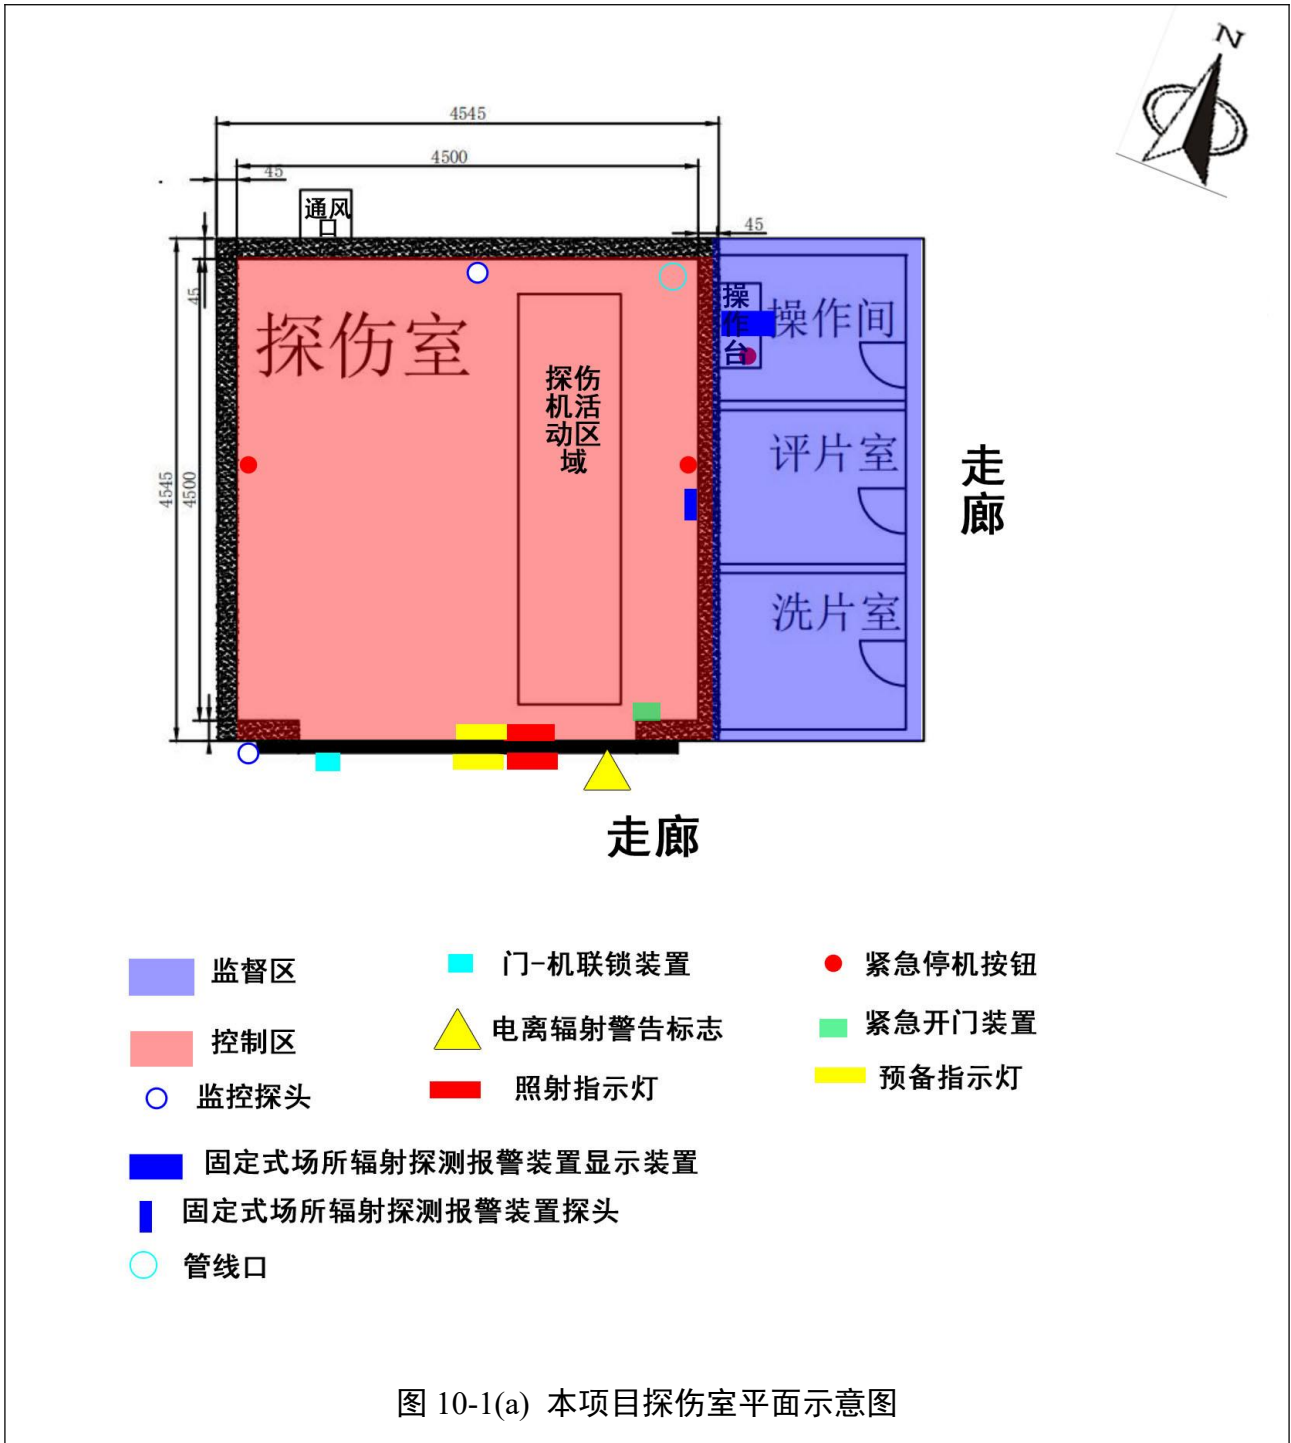 N
4545
4500
45
通风
口
45
45
4545
4500
探伤室
探伤
机活
动区
域
操
作
台
操作间
评片室
洗片室
走
廊
走廊
监督区
门-机联锁装置
紧急停机按钮
控制区
电离辐射警告标志
紧急开门装置
监控探头
照射指示灯
预备指示灯
固定式场所辐射探测报警装置显示装置
固定式场所辐射探测报警装置探头
管线口
图 10-1(a) 本项目探伤室平面示意图